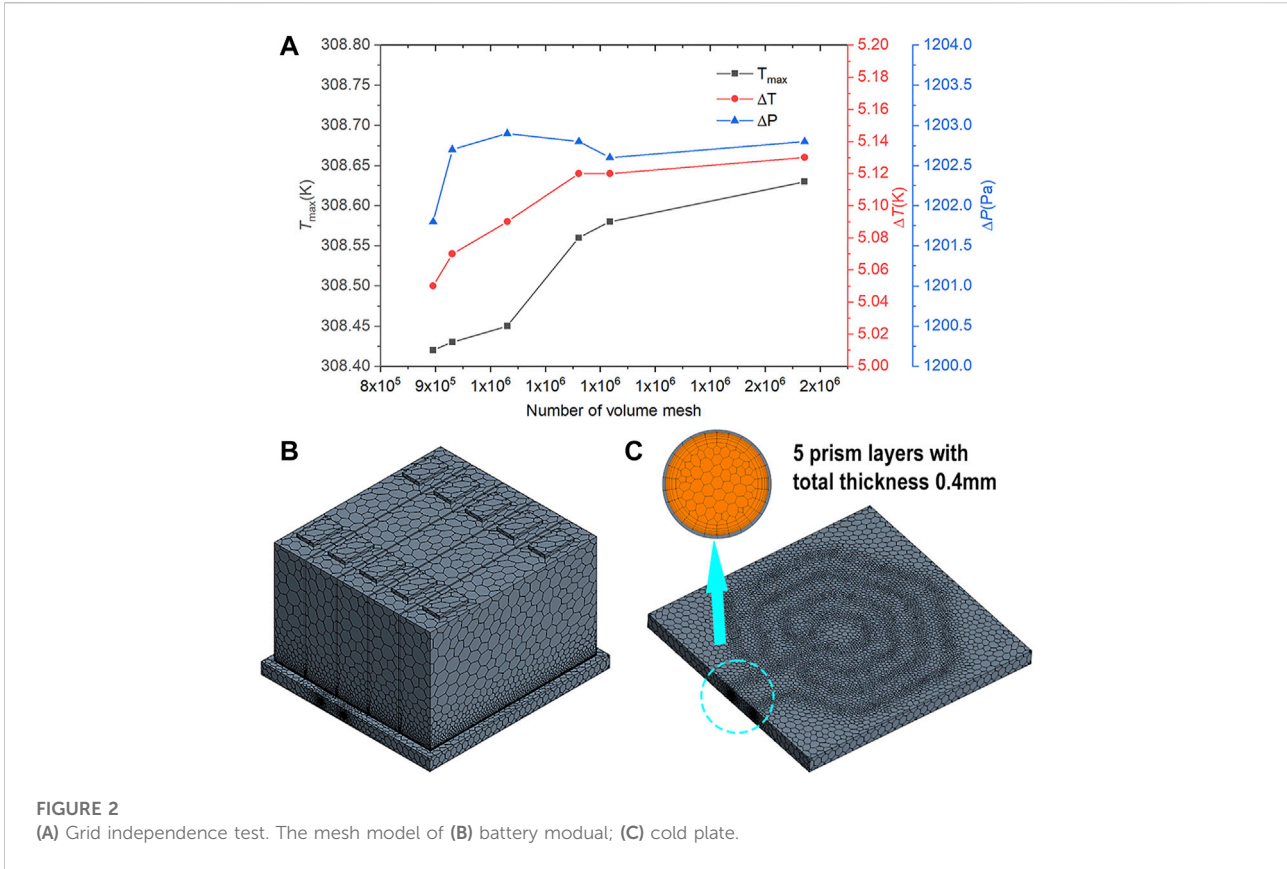 A
308.80
308.75
308.70
308.65
308.60
308.55
308.50
308.45
308.40
T_max(K)
T_max
ΔT
ΔP
5.20
5.18
5.16
5.14
5.12
5.10
5.08
5.06
5.04
5.02
5.00
ΔT(K)
1204.0
1203.5
1203.0
1202.5
1202.0
1201.5
1201.0
1200.5
1200.0
ΔP(Pa)
8x10⁵ 9x10⁵ 1x10⁶ 1x10⁶ 1x10⁶ 1x10⁶ 1x10⁶ 2x10⁶ 2x10⁶
Number of volume mesh
B
C
5 prism layers with
total thickness 0.4mm
FIGURE 2
(A) Grid independence test. The mesh model of (B) battery modual; (C) cold plate.